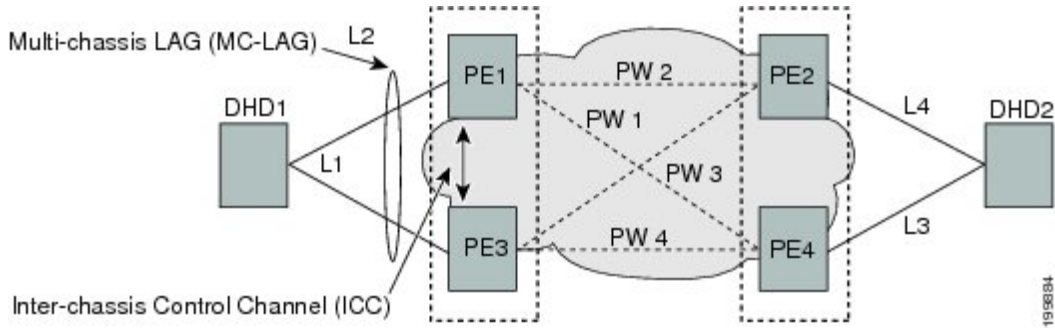 Multi-chassis LAG (MC-LAG)
L2
DHD1
L1
PE1
PW 2
PE2
PW 1
L4
DHD2
PW 3
PE3
PW 4
PE4
L3
Inter-chassis Control Channel (ICC)